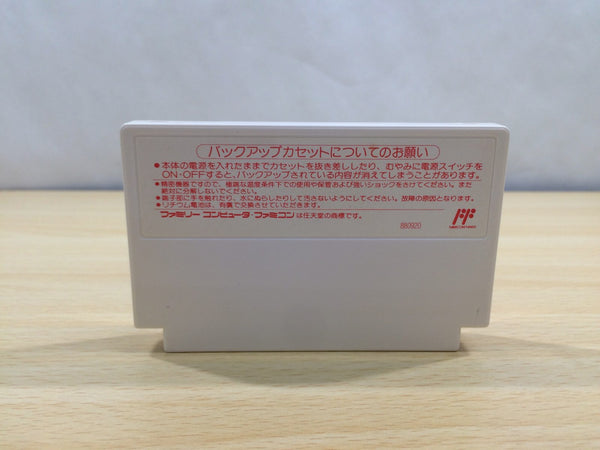 バックアップカセットについてのお願い
●本体の電源を入れたままでカセットを抜き差ししたり、むやみに電源スイッチを
ON・OFFすると、バックアップされている内容が消えてしまうことがあります。
●精密機器ですので、極端な温度条件下での使用や保管および強いショックをさけてください。また
絶対に分解しないでください。
●端子部に手を触れたり、水にぬらしたりして汚さないようにしてください。故障の原因となります。
●リチウム電池は、有償で交換させていただきます。
ファミリー コンピュータ・ファミコンは任天堂の商標です。
880920